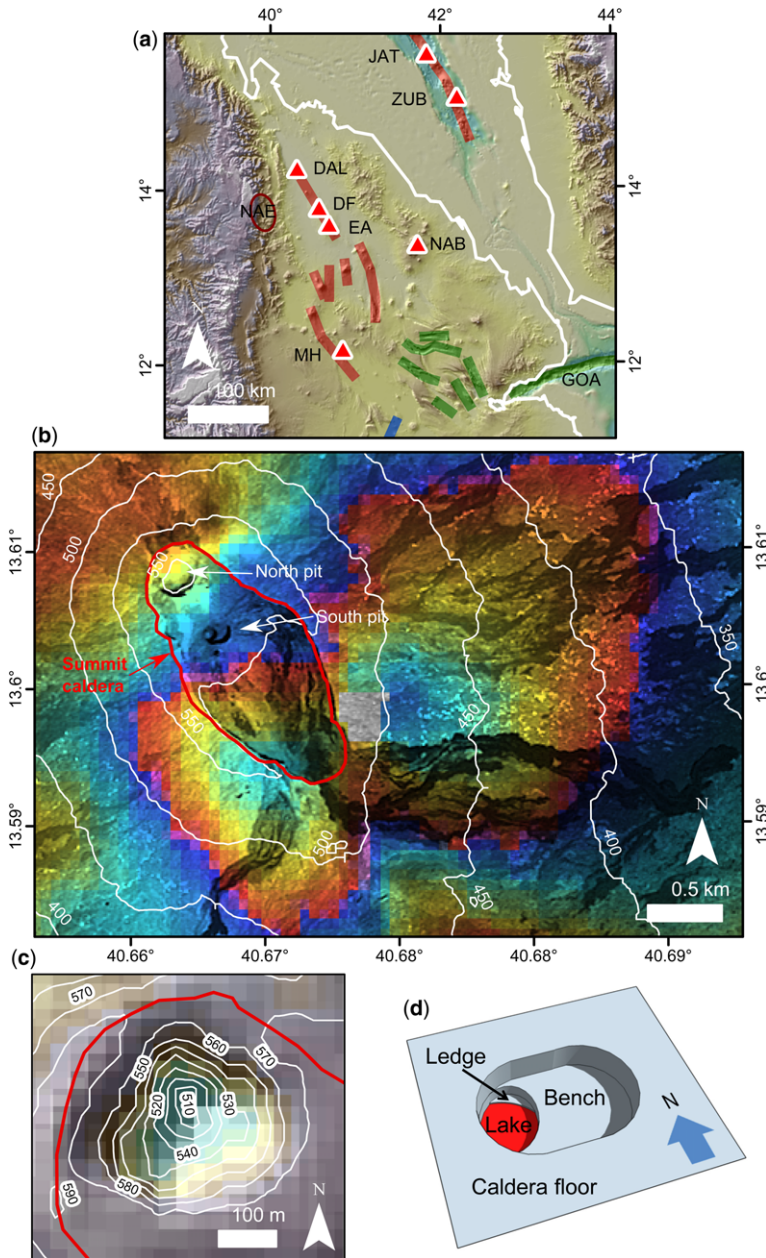 40°
42°
44°
(a)
JAT
ZUB
14°
14°
DAL
DF
NAE
EA
NAB
N
12°
12°
MH
GOA
100 km
(b)
450
500
550
13.61°
13.61°
North pit
South pit
350
Summit
caldera
13.6°
13.6°
450
550
13.59°
13.59°
500
N
400
400
450
0.5 km
40.66°
40.67°
40.68°
40.68°
40.69°
(c)
570
560
550
570
520
510
530
540
590
580
N
100 m
(d)
Ledge
Bench
N
Lake
Caldera floor